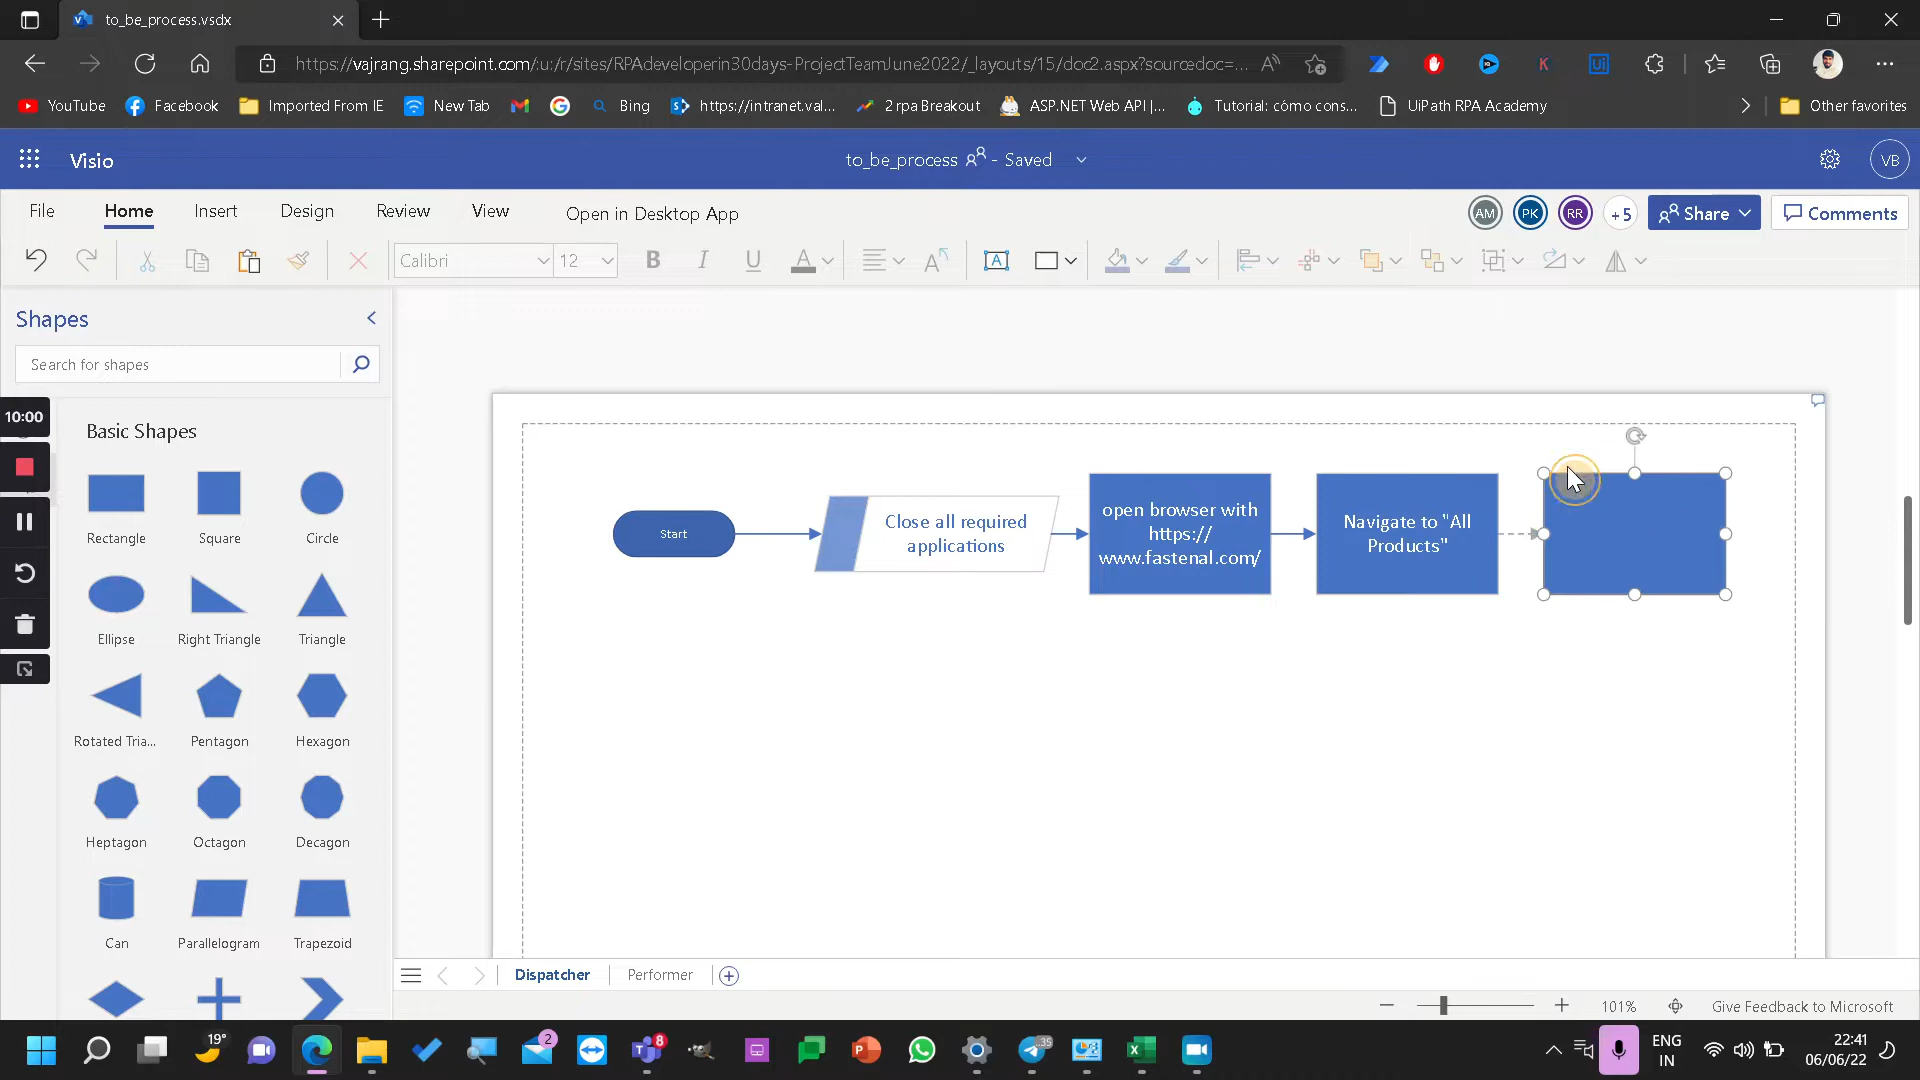 to_be_process.vsdx
https://vajrang.sharepoint.com/:u:/r/sites/RPAdeveloperin30days-ProjectTeamJune2022/_layouts/15/doc2.aspx?sourcedoc=...
YouTube
Facebook
Imported From IE
New Tab
Bing
https://intranet.val...
2 rpa Breakout
ASP.NET Web API |...
Tutorial: cómo cons...
UiPath RPA Academy
Other favorites
Visio
to_be_process - Saved
VB
File
Home
Insert
Design
Review
View
Open in Desktop App
AM
PK
RR
+5
Share
Comments
Calibri
12
B
I
U
Shapes
Search for shapes
10:00
Basic Shapes
Rectangle
Square
Circle
Ellipse
Right Triangle
Triangle
Rotated Tria...
Pentagon
Hexagon
Heptagon
Octagon
Decagon
Can
Parallelogram
Trapezoid
Start
Close all required
applications
open browser with
https://
www.fastenal.com/
Navigate to "All
Products"
Dispatcher
Performer
101%
Give Feedback to Microsoft
19°
2
8
35
ENG
IN
22:41
06/06/22